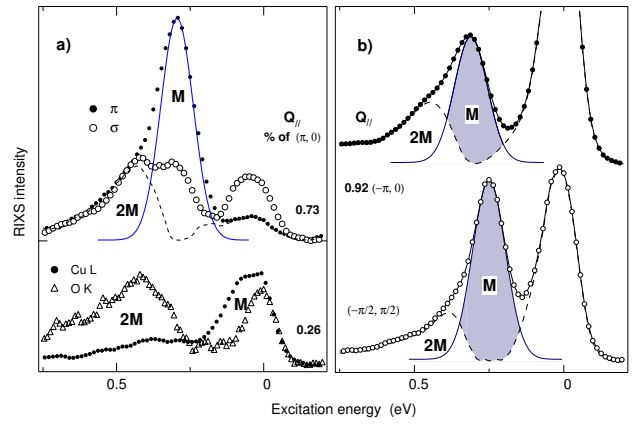 a)
π
σ
M
Q//
% of (π, 0)
2M
0.73
Cu L
O K
2M
M
0.26
0.5
0
b)
Q//
M
2M
0.92 (−π, 0)
M
(−π/2, π/2)
2M
0.5
0
RIXS intensity
Excitation energy (eV)